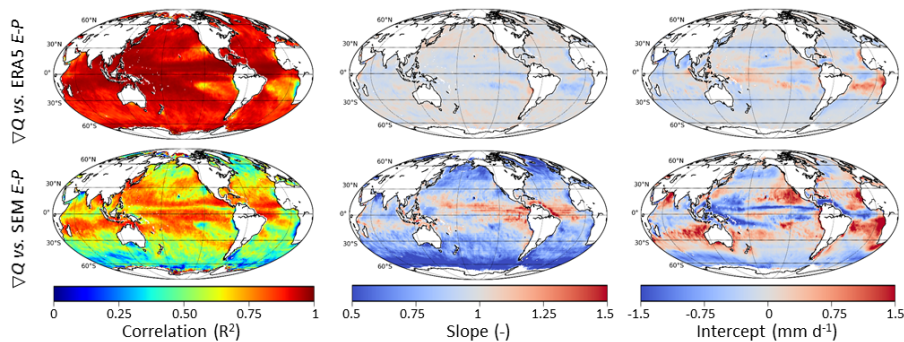 ∇Q vs. ERA5 E-P
60°N
30°N
0°
30°S
60°S
60°N
30°N
0°
30°S
60°S
60°N
30°N
0°
30°S
60°S
∇Q vs. SEM E-P
60°N
30°N
0°
30°S
60°S
60°N
30°N
0°
30°S
60°S
60°N
30°N
0°
30°S
60°S
0 0.25 0.5 0.75 1
Correlation (R²)
0.5 0.75 1 1.25 1.5
Slope (-)
-1.5 -0.75 0 0.75 1.5
Intercept (mm d⁻¹)